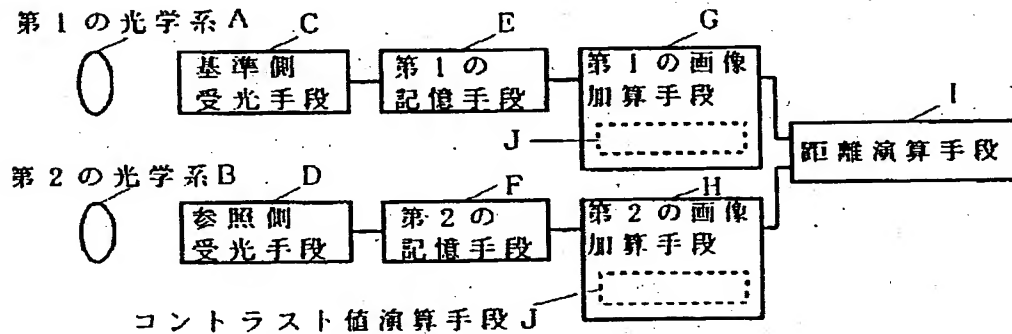 第1の光学系A
C
E
G
I
基準側
受光手段
第1の
記憶手段
第1の画像
加算手段
J
距離演算手段
第2の光学系B
D
F
H
参照側
受光手段
第2の
記憶手段
第2の画像
加算手段
コントラスト値演算手段J